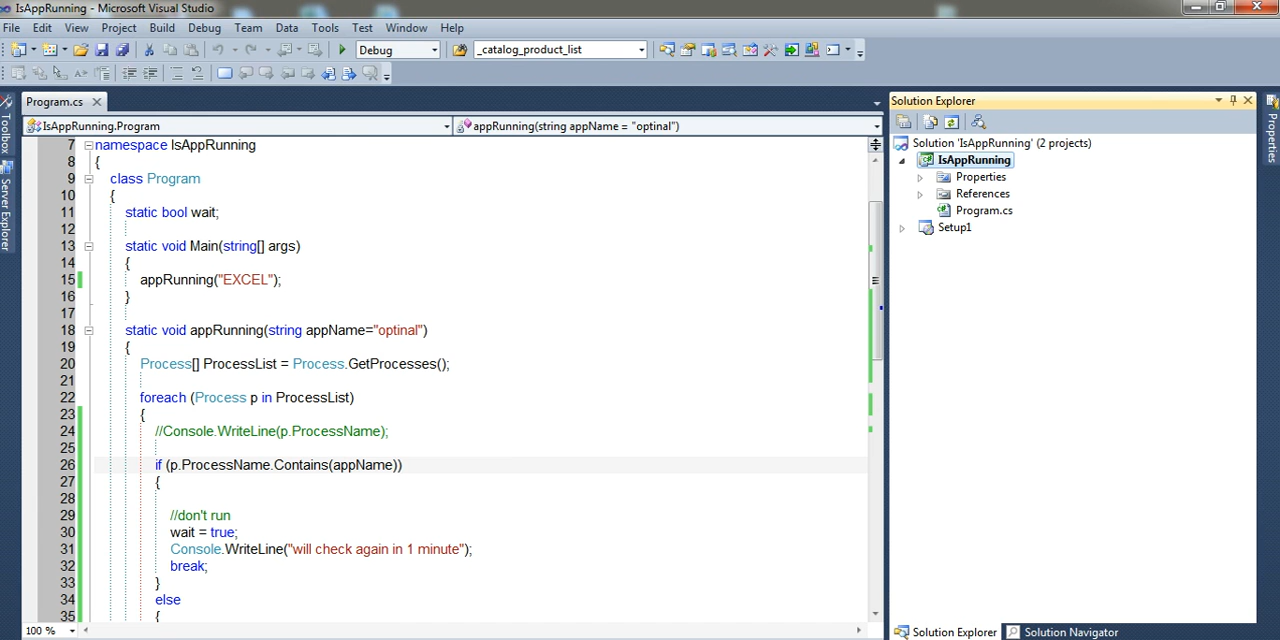 IsAppRunning - Microsoft Visual Studio
File Edit View Project Build Debug Team Data Tools Test Window Help
Debug _catalog_product_list
Program.cs
IsAppRunning.Program appRunning(string appName = "optinal")
7 namespace IsAppRunning
8 {
9 class Program
10 {
11 static bool wait;
12
13 static void Main(string[] args)
14 {
15 appRunning("EXCEL");
16 }
17
18 static void appRunning(string appName="optinal")
19 {
20 Process[] ProcessList = Process.GetProcesses();
21
22 foreach (Process p in ProcessList)
23 {
24 //Console.WriteLine(p.ProcessName);
25
26 if (p.ProcessName.Contains(appName))
27 {
28
29 //don't run
30 wait = true;
31 Console.WriteLine("will check again in 1 minute");
32 break;
33 }
34 else
35 {
100 %
Toolbox
Server Explorer
Solution Explorer
Solution 'IsAppRunning' (2 projects)
IsAppRunning
Properties
References
Program.cs
Setup1
Solution Explorer Solution Navigator
Properties